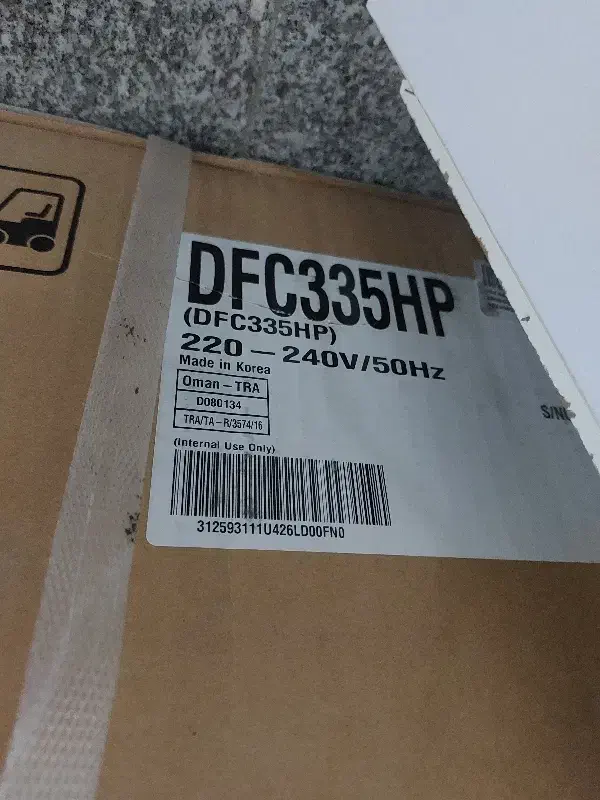 DFC335HP
(DFC335HP)
220 – 240V/50Hz
Made in Korea
Oman – TRA
D080134
TRA/TA – R/3574/16
(Internal Use Only)
312593111U426LD00FN0